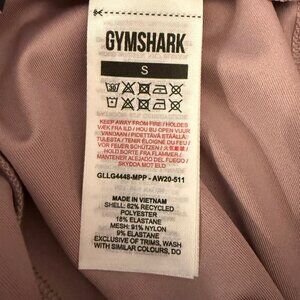 GYMSHARK
S
KEEP AWAY FROM FIRE / HOLDES
VÆK FRA ILD / HOU BIJ OPEN VUUR
VANDAAN / PIDETTÄVÄ ETÄÄLLÄ
TULESTA / TENIR ÉLOIGNÉ DU FEU /
VOR FEUER SCHÜTZEN /
HOLD BORTE FRA FLAMMER /
MANTENER ALEJADO DEL FUEGO /
SKYDDA MOT ELD
GLLG4448-MPP - AW20-511
MADE IN VIETNAM
SHELL: 82% RECYCLED
POLYESTER
18% ELASTANE
MESH: 91% NYLON
9% ELASTANE
EXCLUSIVE OF TRIMS, WASH
WITH SIMILAR COLOURS, DO